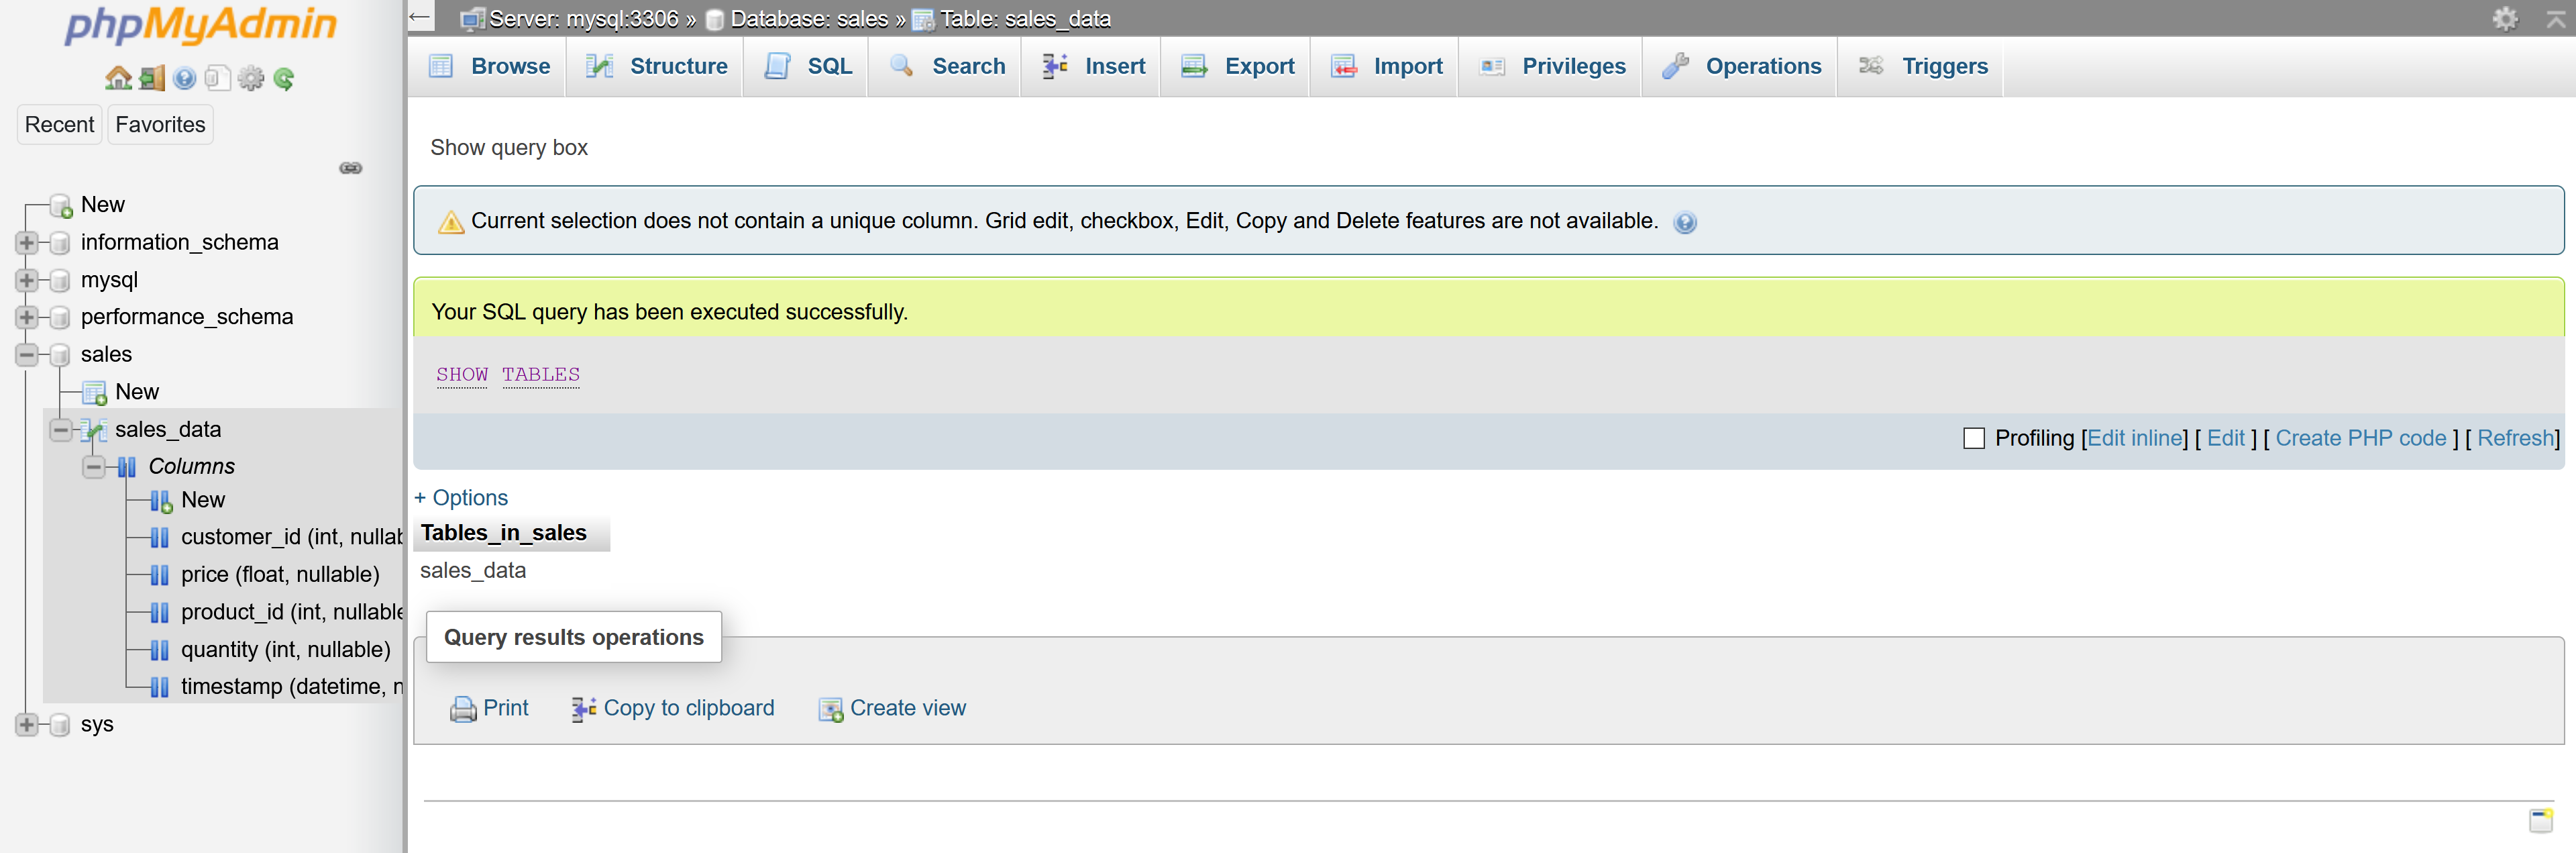 phpMyAdmin
Recent Favorites
New
information_schema
mysql
performance_schema
sales
New
sales_data
Columns
New
customer_id (int, nullab
price (float, nullable)
product_id (int, nullable
quantity (int, nullable)
timestamp (datetime, n
sys
Server: mysql:3306 » Database: sales » Table: sales_data
Browse Structure SQL Search Insert Export Import Privileges Operations Triggers
Show query box
Current selection does not contain a unique column. Grid edit, checkbox, Edit, Copy and Delete features are not available.
Your SQL query has been executed successfully.
SHOW TABLES
Profiling [Edit inline] [ Edit ] [ Create PHP code ] [ Refresh]
+ Options
Tables_in_sales
sales_data
Query results operations
Print Copy to clipboard Create view